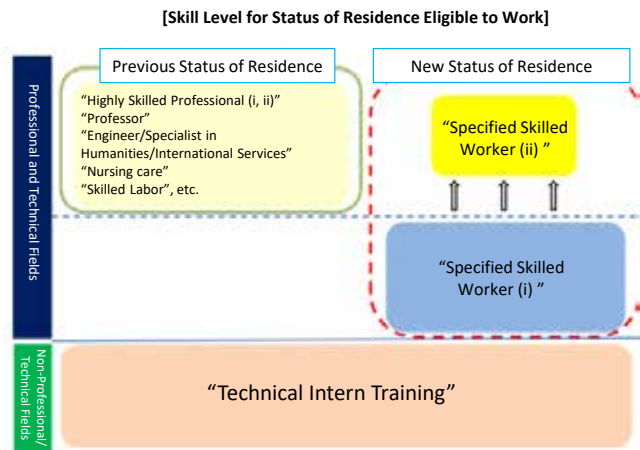 [Skill Level for Status of Residence Eligible to Work]
Professional and Technical Fields
Previous Status of Residence
“Highly Skilled Professional (i, ii)”
“Professor”
“Engineer/Specialist in
Humanities/International Services”
“Nursing care”
“Skilled Labor”, etc.
New Status of Residence
“Specified Skilled
Worker (ii) ”
“Specified Skilled
Worker (i) ”
Non-Professional/
Technical Fields
“Technical Intern Training”